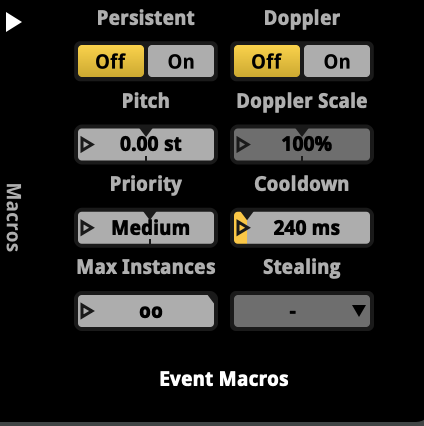 Persistent Doppler
Off On Off On
Pitch Doppler Scale
0.00 st 100%
Priority Cooldown
Medium 240 ms
Max Instances Stealing
oo -
Macros
Event Macros